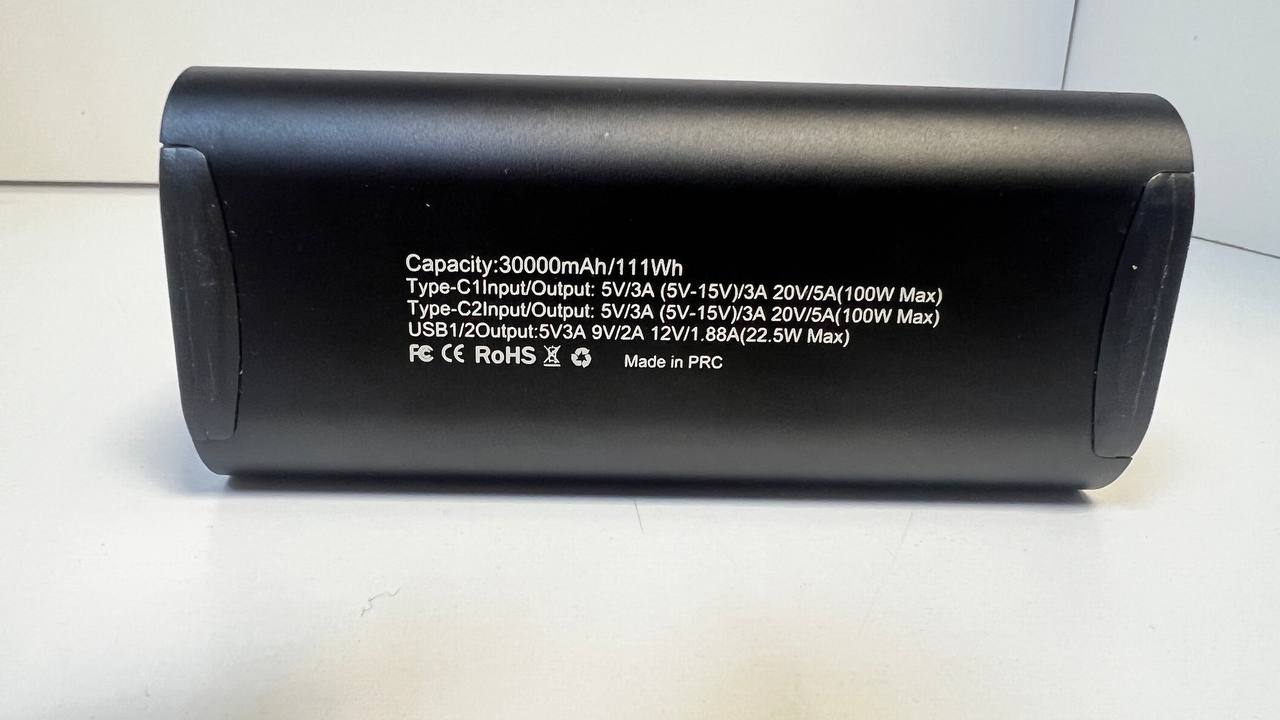 Capacity:30000mAh/111Wh
Type-C1Input/Output: 5V/3A (5V-15V)/3A 20V/5A(100W Max)
Type-C2Input/Output: 5V/3A (5V-15V)/3A 20V/5A(100W Max)
USB1/2Output:5V3A 9V/2A 12V/1.88A(22.5W Max)
FC CE RoHS Made in PRC